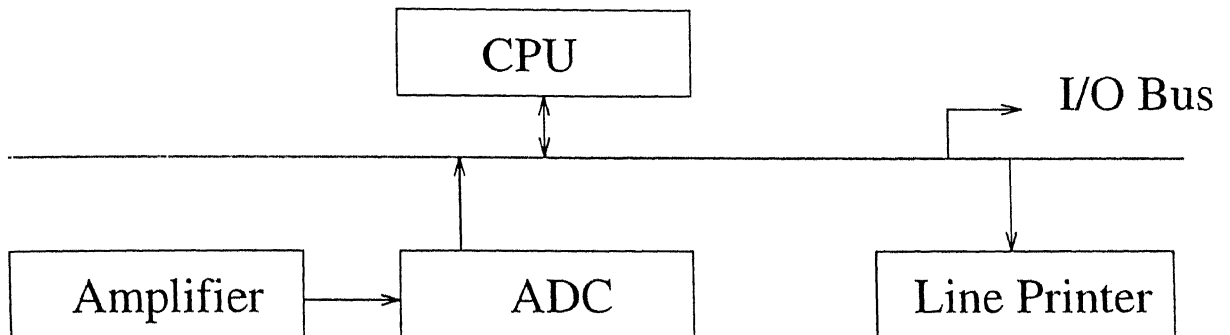 CPU
I/O Bus
Amplifier
ADC
Line Printer